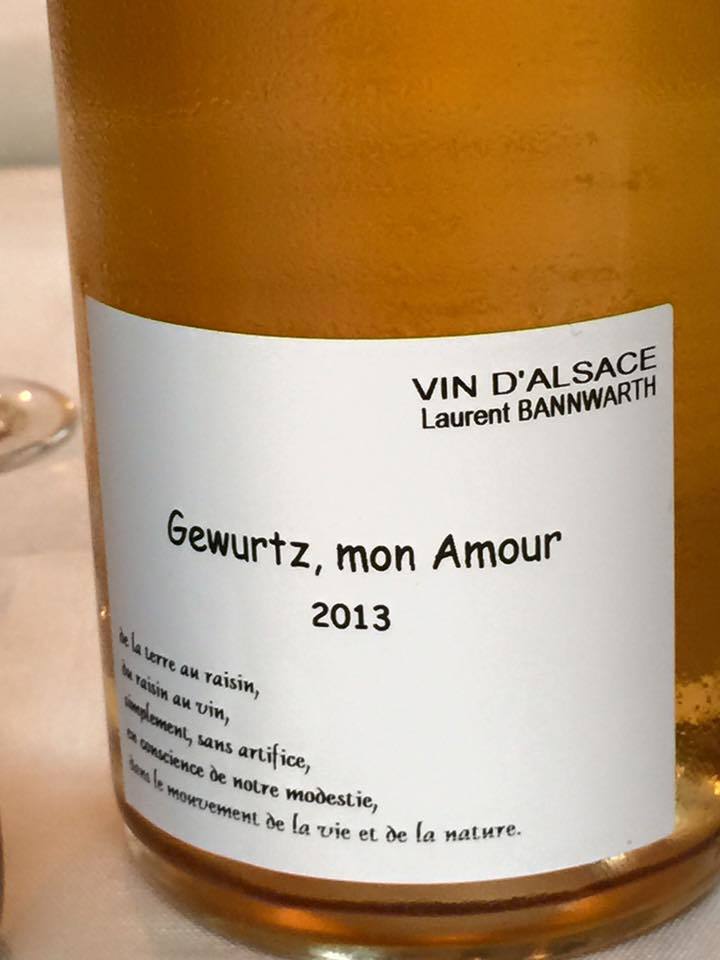 VIN D'ALSACE
Laurent BANNWARTH
Gewurtz, mon Amour
2013
de la terre au raisin,
du raisin au vin,
simplement, sans artifice,
en conscience de notre modestie,
dans le mouvement de la vie et de la nature.